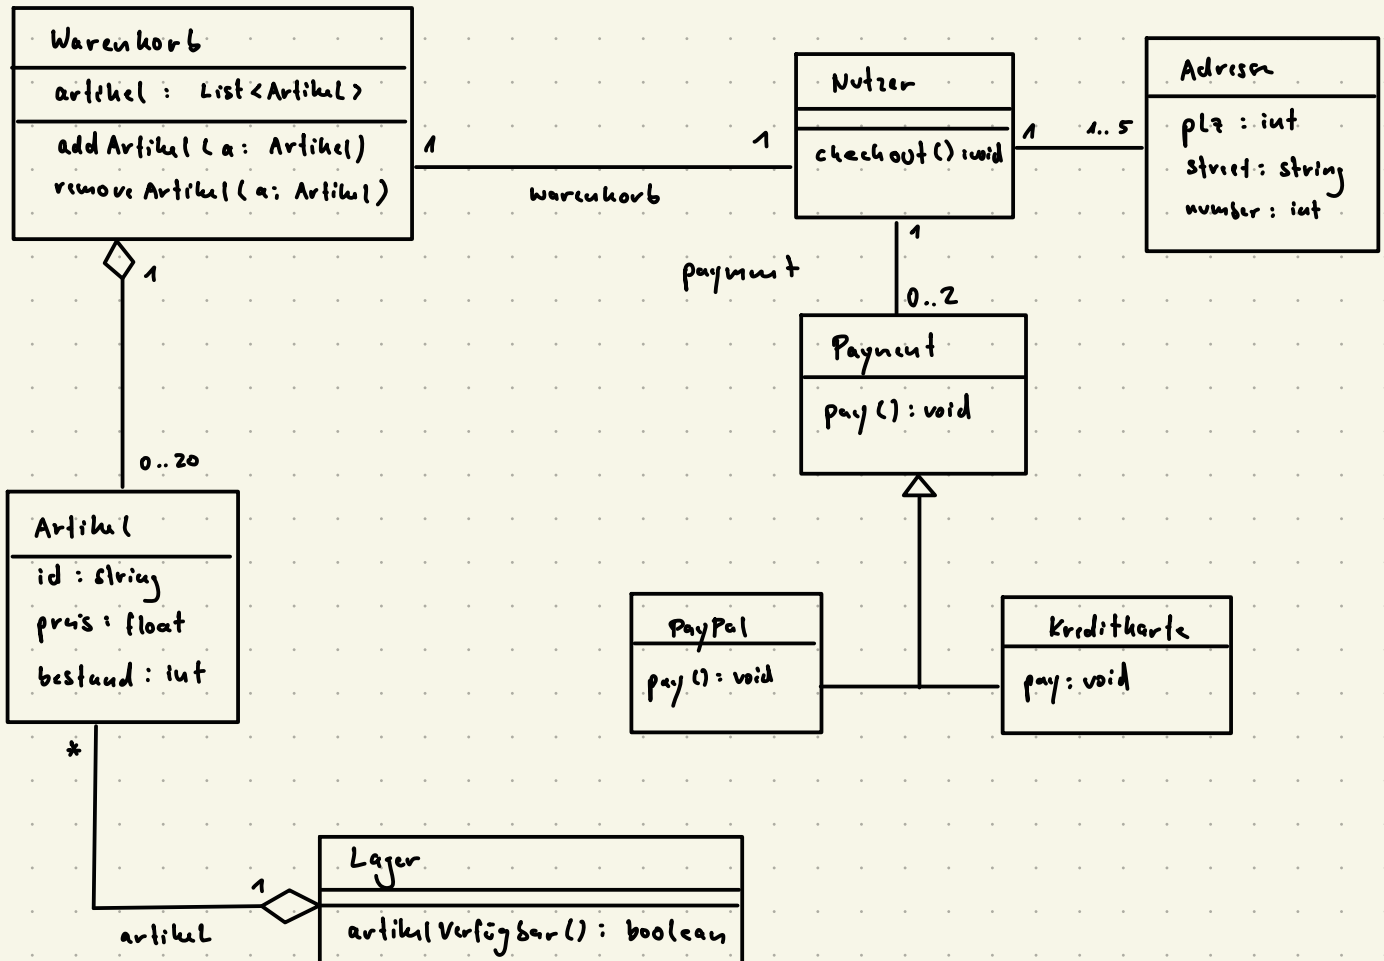 Warenkorb
artikel : List<Artikel>
addArtikel(a: Artikel)
removeArtikel(a: Artikel)
1
1
warenkorb
Nutzer
checkout():void
1
1..5
Adresse
plz : int
street: string
number: int
1
payment
0..2
Payment
pay(): void
1
0..20
Artikel
id : string
preis : float
bestand : int
PayPal
pay(): void
Kreditkarte
pay: void
*
1
artikel
Lager
artikelVerfügbar(): boolean